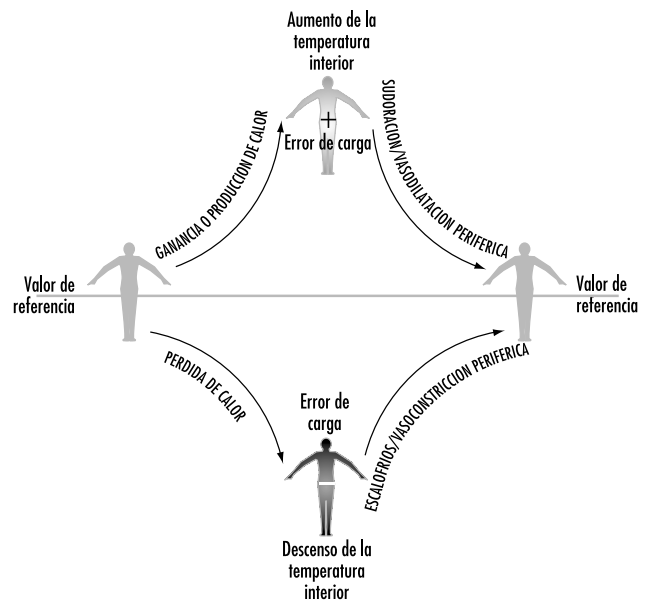 Aumento de la
temperatura
interior
+
Error de carga
GANANCIA O PRODUCCION DE CALOR
SUDORACION/VASODILATACION PERIFERICA
Valor de
referencia
Valor de
referencia
PERDIDA DE CALOR
ESCALOFRIOS/VASOCONSTRICCION PERIFERICA
Error de
carga
Descenso de la
temperatura
interior